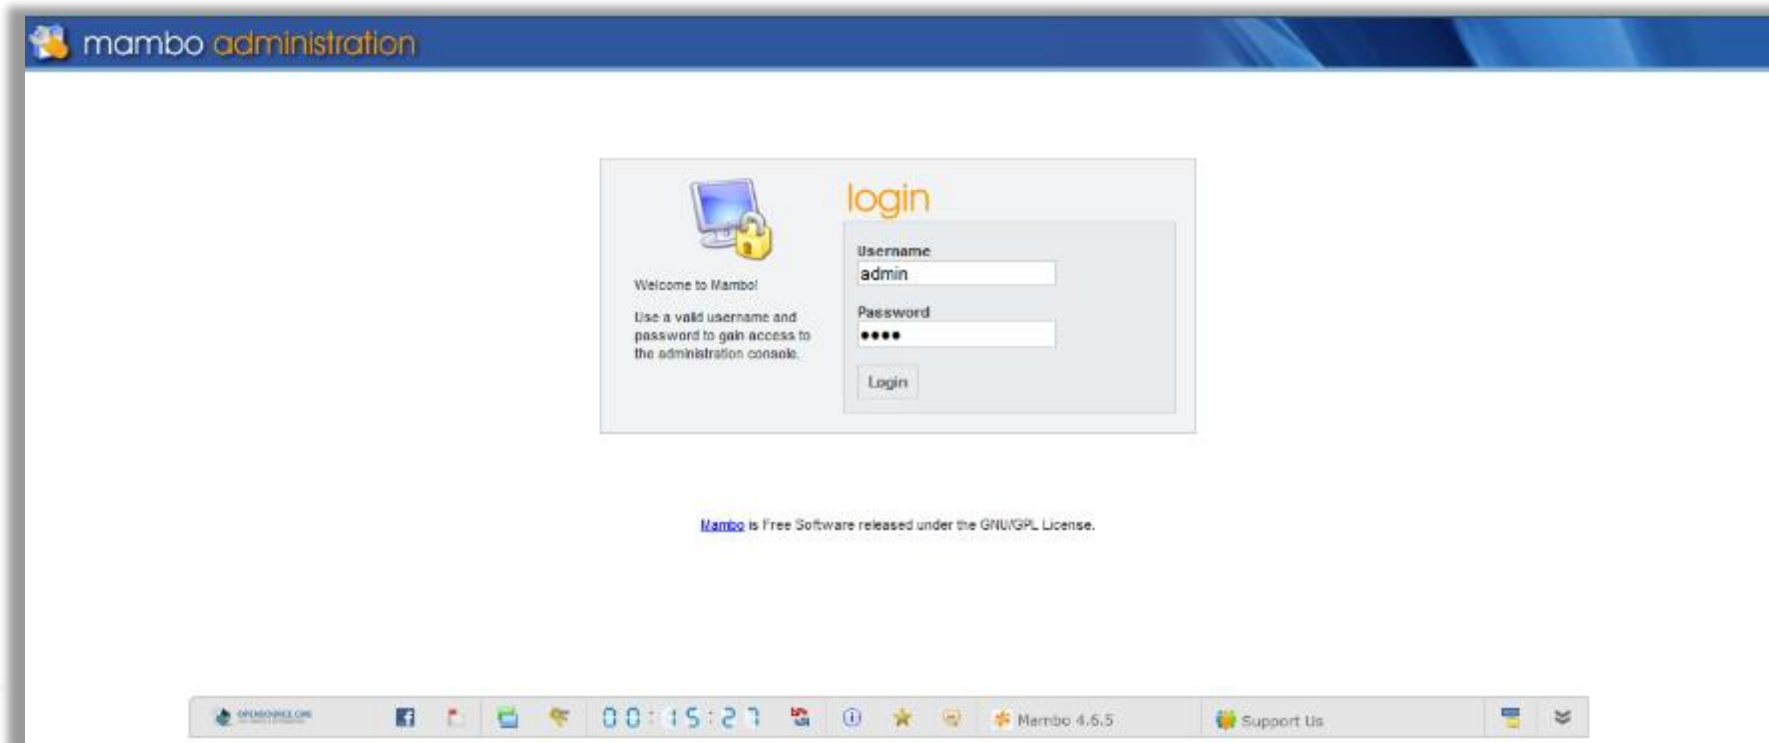 mambo administration
login
Username
admin
Welcome to Mambo!
Use a valid username and
password to gain access to
the administration console.
Password
••••
Login
Mambo is Free Software released under the GNU/GPL License.
OPENSOURCE CMS
00:15:27
Mambo 4.6.5
Support Us